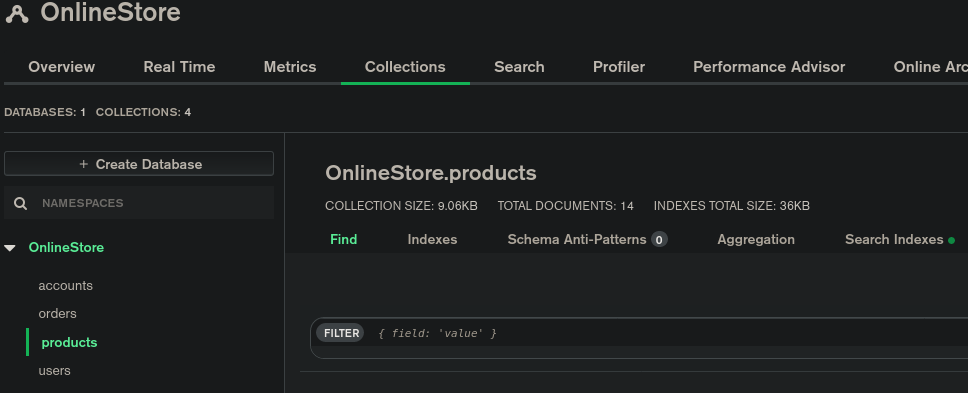 OnlineStore
Overview Real Time Metrics Collections Search Profiler Performance Advisor Online Arc
DATABASES: 1 COLLECTIONS: 4
+ Create Database
NAMESPACES
OnlineStore
accounts
orders
products
users
OnlineStore.products
COLLECTION SIZE: 9.06KB TOTAL DOCUMENTS: 14 INDEXES TOTAL SIZE: 36KB
Find Indexes Schema Anti-Patterns 0 Aggregation Search Indexes
FILTER { field: 'value' }